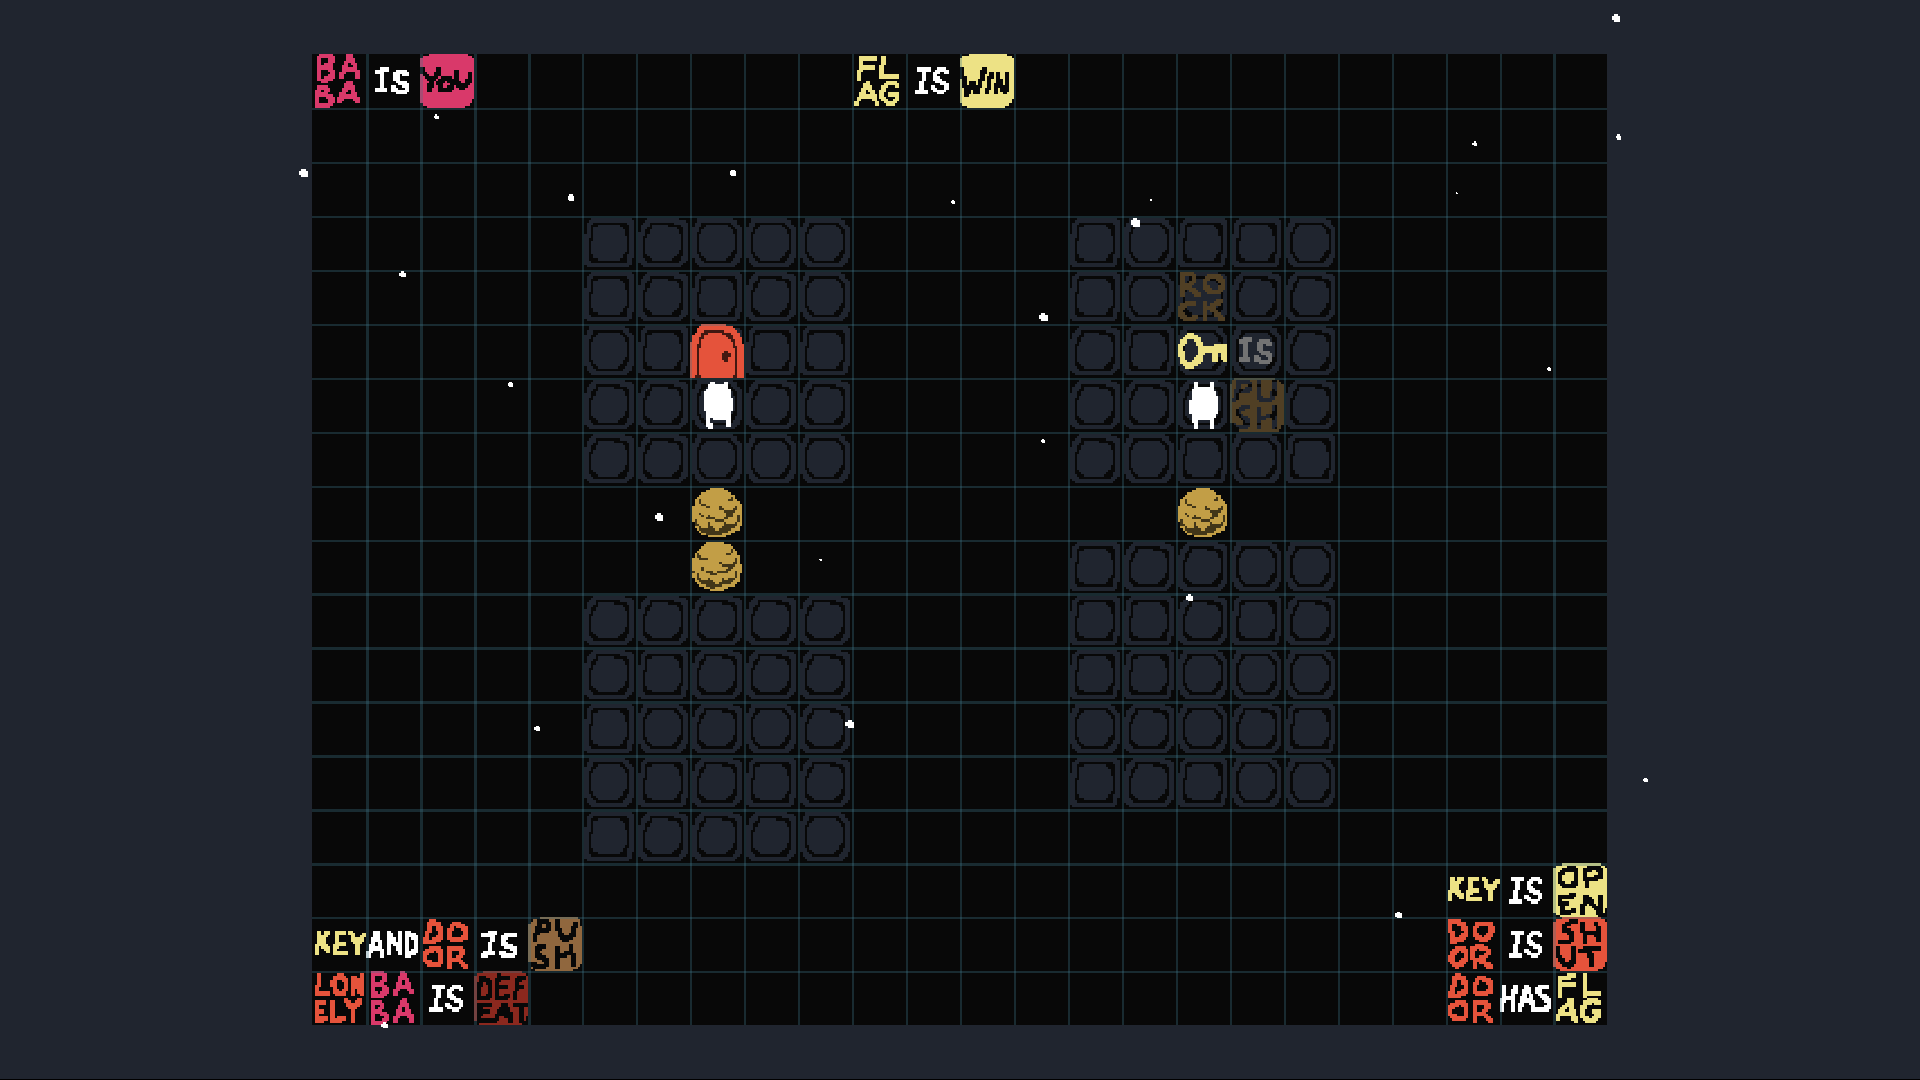 BABA IS YOU
FLAG IS WIN
ROCK
IS
PUSH
KEY IS OPEN
KEY AND DOOR IS PUSH
DOOR IS SHUT
LONELY BABA IS DEFEAT
DOOR HAS FLAG